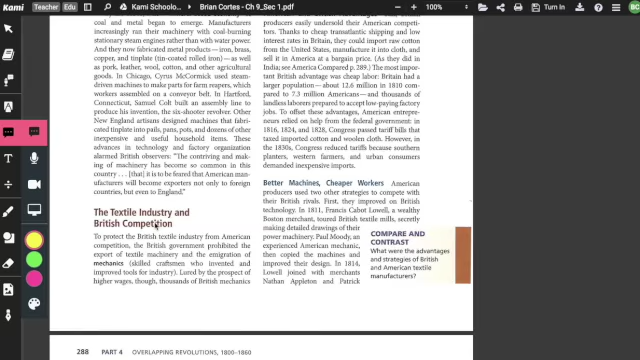 Kami
Kami Schoolo...
Brian Cortes - Ch 9_Sec 1.pdf
100%
Teacher
Educator
BC
coal and metal began to emerge. Manufacturers
increasingly ran their machinery with coal-burning
stationary steam engines rather than with water power.
And they now fabricated metal products — iron, brass,
copper, and tinplate (tin-coated rolled iron) — as well
as pork, leather, wool, cotton, and other agricultural
goods. In Chicago, Cyrus McCormick used steam-
driven machines to make parts for farm reapers, which
workers assembled on a conveyor belt. In Hartford,
Connecticut, Samuel Colt built an assembly line to
produce his invention, the six-shooter revolver. Other
New England artisans designed machines that fabri-
cated tinplate into pails, pans, pots, and dozens of other
inexpensive and useful household items. These
advances in technology and factory organization
alarmed British observers: "The contriving and mak-
ing of machinery has become so common in this
country . . . [that] it is to be feared that American man-
ufacturers will become exporters not only to foreign
countries, but even to England."
The Textile Industry and
British Competition
To protect the British textile industry from American
competition, the British government prohibited the
export of textile machinery and the emigration of
mechanics (skilled craftsmen who invented and
improved tools for industry). Lured by the prospect of
higher wages, though, thousands of British mechanics
producers easily undersold their American competi-
tors. Thanks to cheap transatlantic shipping and low
interest rates in Britain, they could import raw cotton
from the United States, manufacture it into cloth, and
sell it in America at a bargain price. (As they did in
India; see America Compared p. 289.) The most impor-
tant British advantage was cheap labor: Britain had a
larger population — about 12.6 million in 1810 com-
pared to 7.3 million Americans — and thousands of
landless laborers prepared to accept low-paying factory
jobs. To offset these advantages, American entrepre-
neurs relied on help from the federal government: in
1816, 1824, and 1828, Congress passed tariff bills that
taxed imported cotton and woolen cloth. However, in
the 1830s, Congress reduced tariffs because southern
planters, western farmers, and urban consumers
demanded inexpensive imports.
Better Machines, Cheaper Workers American
producers used two other strategies to compete with
their British rivals. First, they improved on British
technology. In 1811, Francis Cabot Lowell, a wealthy
Boston merchant, toured British textile mills, secretly
making detailed drawings of their
power machinery. Paul Moody, an
experienced American mechanic,
then copied the machines and
improved their design. In 1814,
Lowell joined with merchants
Nathan Appleton and Patrick
COMPARE AND
CONTRAST
What were the advantages
and strategies of British
and American textile
manufacturers?
288 PART 4 OVERLAPPING REVOLUTIONS, 1800–1860